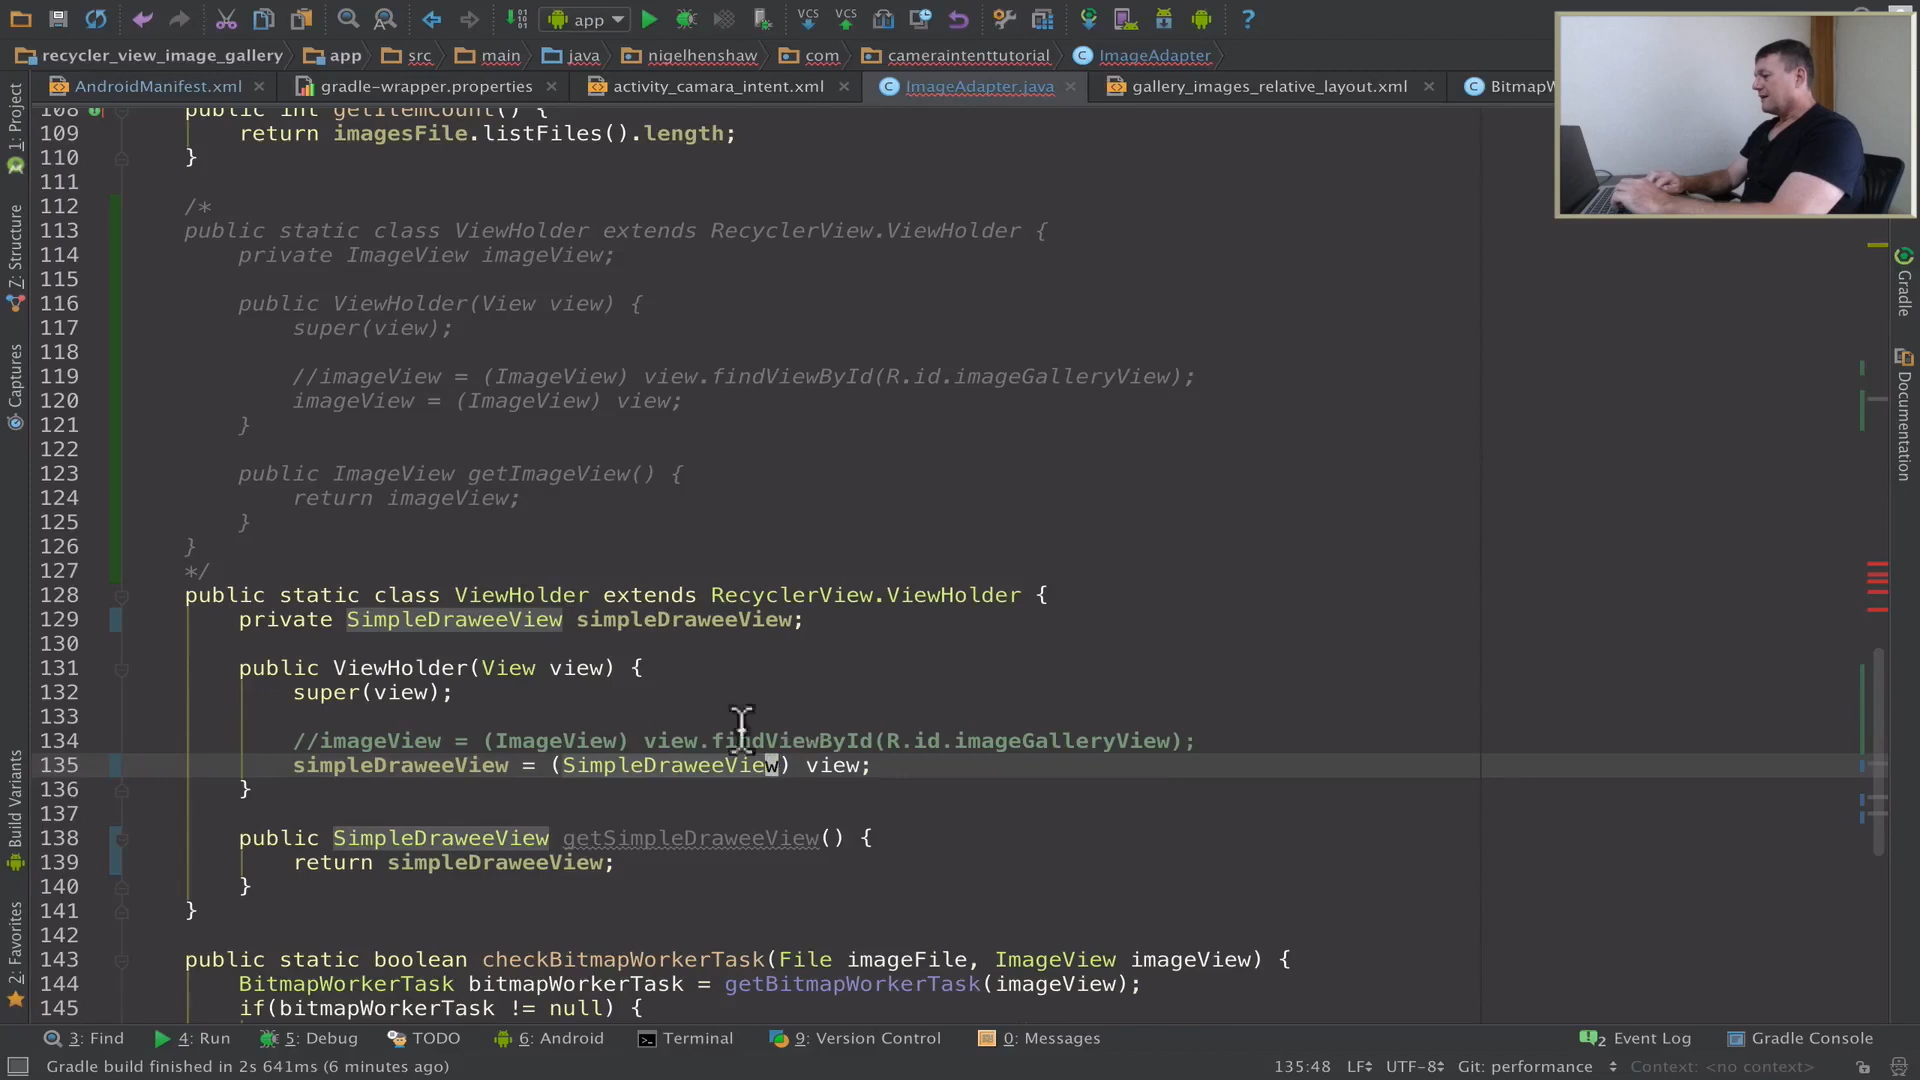 app
recycler_view_image_gallery app src main java nigelhenshaw com cameraintenttutorial ImageAdapter
AndroidManifest.xml gradle-wrapper.properties activity_camara_intent.xml ImageAdapter.java gallery_images_relative_layout.xml BitmapW
108 public int getItemCount() {
109 return imagesFile.listFiles().length;
110 }
111
112 /*
113 public static class ViewHolder extends RecyclerView.ViewHolder {
114 private ImageView imageView;
115
116 public ViewHolder(View view) {
117 super(view);
118
119 //imageView = (ImageView) view.findViewById(R.id.imageGalleryView);
120 imageView = (ImageView) view;
121 }
122
123 public ImageView getImageView() {
124 return imageView;
125 }
126 }
127 */
128 public static class ViewHolder extends RecyclerView.ViewHolder {
129 private SimpleDraweeView simpleDraweeView;
130
131 public ViewHolder(View view) {
132 super(view);
133
134 //imageView = (ImageView) view.findViewById(R.id.imageGalleryView);
135 simpleDraweeView = (SimpleDraweeView) view;
136 }
137
138 public SimpleDraweeView getSimpleDraweeView() {
139 return simpleDraweeView;
140 }
141 }
142
143 public static boolean checkBitmapWorkerTask(File imageFile, ImageView imageView) {
144 BitmapWorkerTask bitmapWorkerTask = getBitmapWorkerTask(imageView);
145 if(bitmapWorkerTask != null) {
1: Project
7: Structure
Captures
Build Variants
2: Favorites
Gradle
Documentation
3: Find 4: Run 5: Debug TODO 6: Android Terminal 9: Version Control 0: Messages 2 Event Log Gradle Console
Gradle build finished in 2s 641ms (6 minutes ago) 135:48 LF UTF-8 Git: performance Context: <no context>